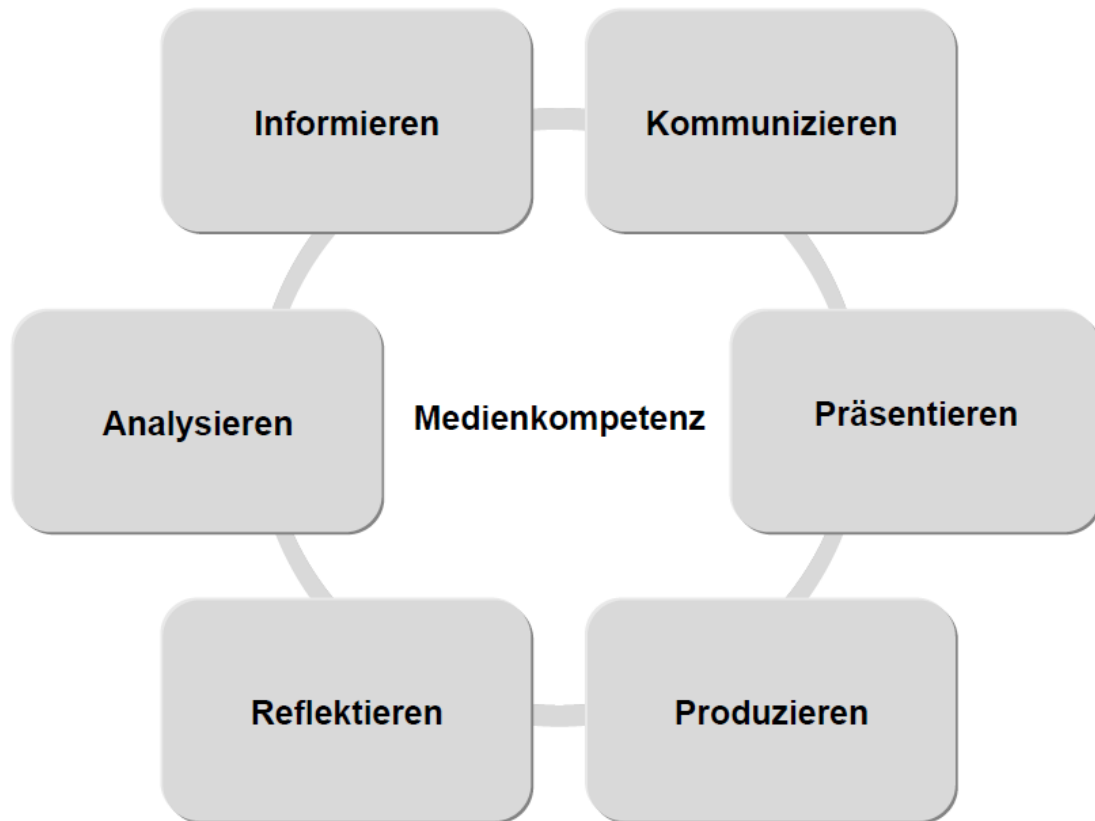 Informieren
Kommunizieren
Analysieren
Medienkompetenz
Präsentieren
Reflektieren
Produzieren